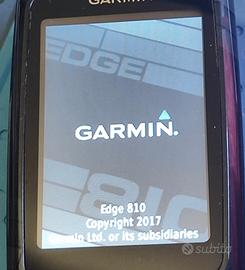 GARMIN
EDGE
GARMIN.
810
Edge 810
Copyright 2017
Garmin Ltd. or its subsidiaries
subito